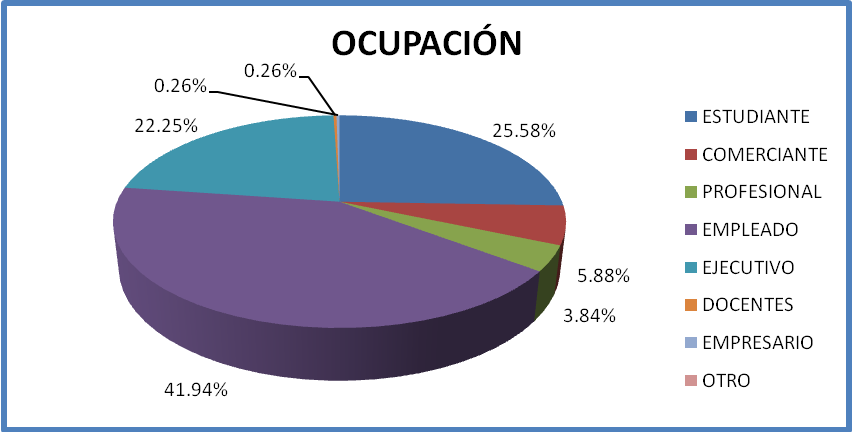 OCUPACIÓN
0.26%
0.26%
22.25%
25.58%
5.88%
3.84%
41.94%
ESTUDIANTE
COMERCIANTE
PROFESIONAL
EMPLEADO
EJECUTIVO
DOCENTES
EMPRESARIO
OTRO